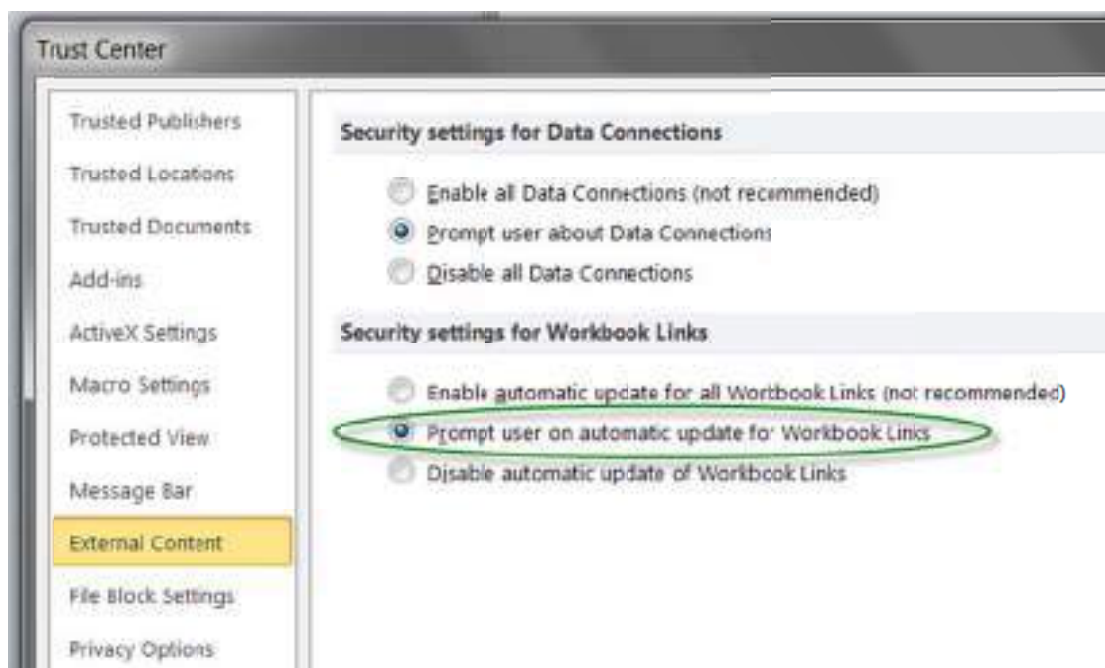 Trust Center
Trusted Publishers
Trusted Locations
Trusted Documents
Add-ins
ActiveX Settings
Macro Settings
Protected View
Message Bar
External Content
File Block Settings
Privacy Options
Security settings for Data Connections
Enable all Data Connections (not recommended)
Prompt user about Data Connections
Disable all Data Connections
Security settings for Workbook Links
Enable automatic update for all Workbook Links (not recommended)
Prompt user on automatic update for Workbook Links
Disable automatic update of Workbook Links